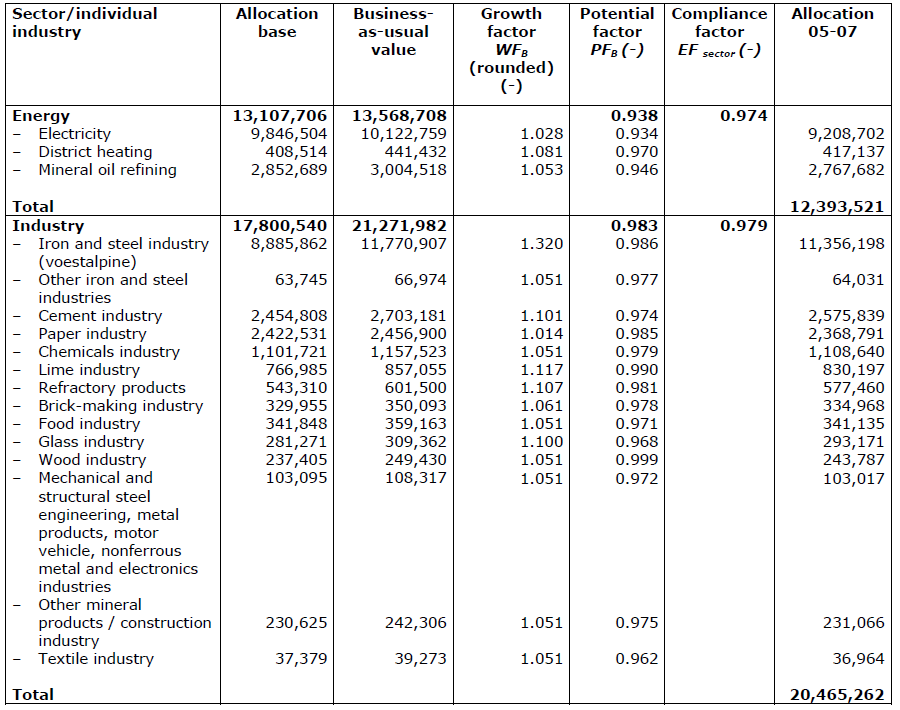 Sector/individual industry Allocation base Business-as-usual value Growth factor WFB (rounded) (-) Potential factor PFB (-) Compliance factor EF sector (-) Allocation 05-07
Energy 13,107,706 13,568,708 0.938 0.974
– Electricity 9,846,504 10,122,759 1.028 0.934 9,208,702
– District heating 408,514 441,432 1.081 0.970 417,137
– Mineral oil refining 2,852,689 3,004,518 1.053 0.946 2,767,682
Total 12,393,521
Industry 17,800,540 21,271,982 0.983 0.979
– Iron and steel industry 8,885,862 11,770,907 1.320 0.986 11,356,198
(voestalpine)
– Other iron and steel 63,745 66,974 1.051 0.977 64,031
industries
– Cement industry 2,454,808 2,703,181 1.101 0.974 2,575,839
– Paper industry 2,422,531 2,456,900 1.014 0.985 2,368,791
– Chemicals industry 1,101,721 1,157,523 1.051 0.979 1,108,640
– Lime industry 766,985 857,055 1.117 0.990 830,197
– Refractory products 543,310 601,500 1.107 0.981 577,460
– Brick-making industry 329,955 350,093 1.061 0.978 334,968
– Food industry 341,848 359,163 1.051 0.971 341,135
– Glass industry 281,271 309,362 1.100 0.968 293,171
– Wood industry 237,405 249,430 1.051 0.999 243,787
– Mechanical and 103,095 108,317 1.051 0.972 103,017
structural steel
engineering, metal
products, motor
vehicle, nonferrous
metal and electronics
industries
– Other mineral
products / construction 230,625 242,306 1.051 0.975 231,066
industry
– Textile industry 37,379 39,273 1.051 0.962 36,964
Total 20,465,262